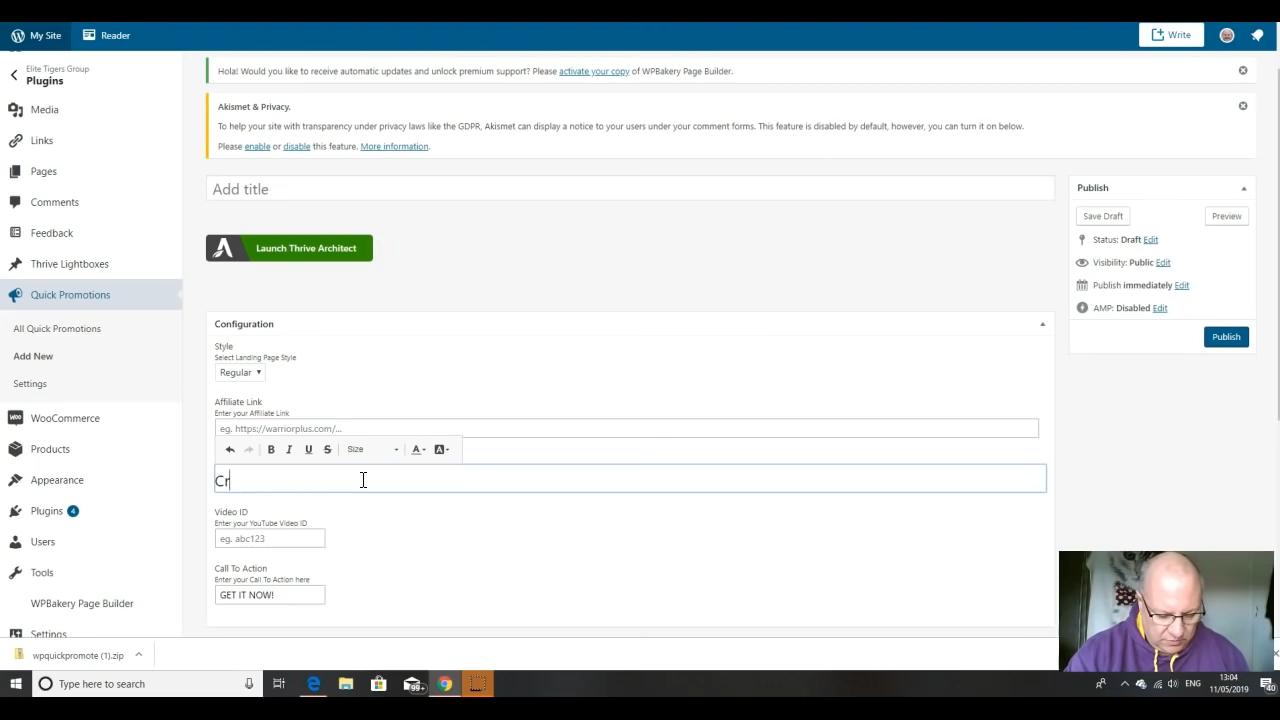 My Site
Reader
Write
Elite Tigers Group
Plugins
Media
Links
Pages
Comments
Feedback
Thrive Lightboxes
Quick Promotions
All Quick Promotions
Add New
Settings
WooCommerce
Products
Appearance
Plugins 4
Users
Tools
WPBakery Page Builder
Settings
Hola! Would you like to receive automatic updates and unlock premium support? Please activate your copy of WPBakery Page Builder.
Akismet & Privacy.
To help your site with transparency under privacy laws like the GDPR, Akismet can display a notice to your users under your comment forms. This feature is disabled by default, however, you can turn it on below.
Please enable or disable this feature. More information.
Add title
Launch Thrive Architect
Configuration
Style
Select Landing Page Style
Regular
Affiliate Link
Enter your Affiliate Link
eg. https://warriorplus.com/...
B I U S Size A A
Cr
Video ID
Enter your YouTube Video ID
eg. abc123
Call To Action
Enter your Call To Action here
GET IT NOW!
Publish
Save Draft Preview
Status: Draft Edit
Visibility: Public Edit
Publish immediately Edit
AMP: Disabled Edit
Publish
wpquickpromote (1).zip
Type here to search
99+
ENG
13:04
11/05/2019
40